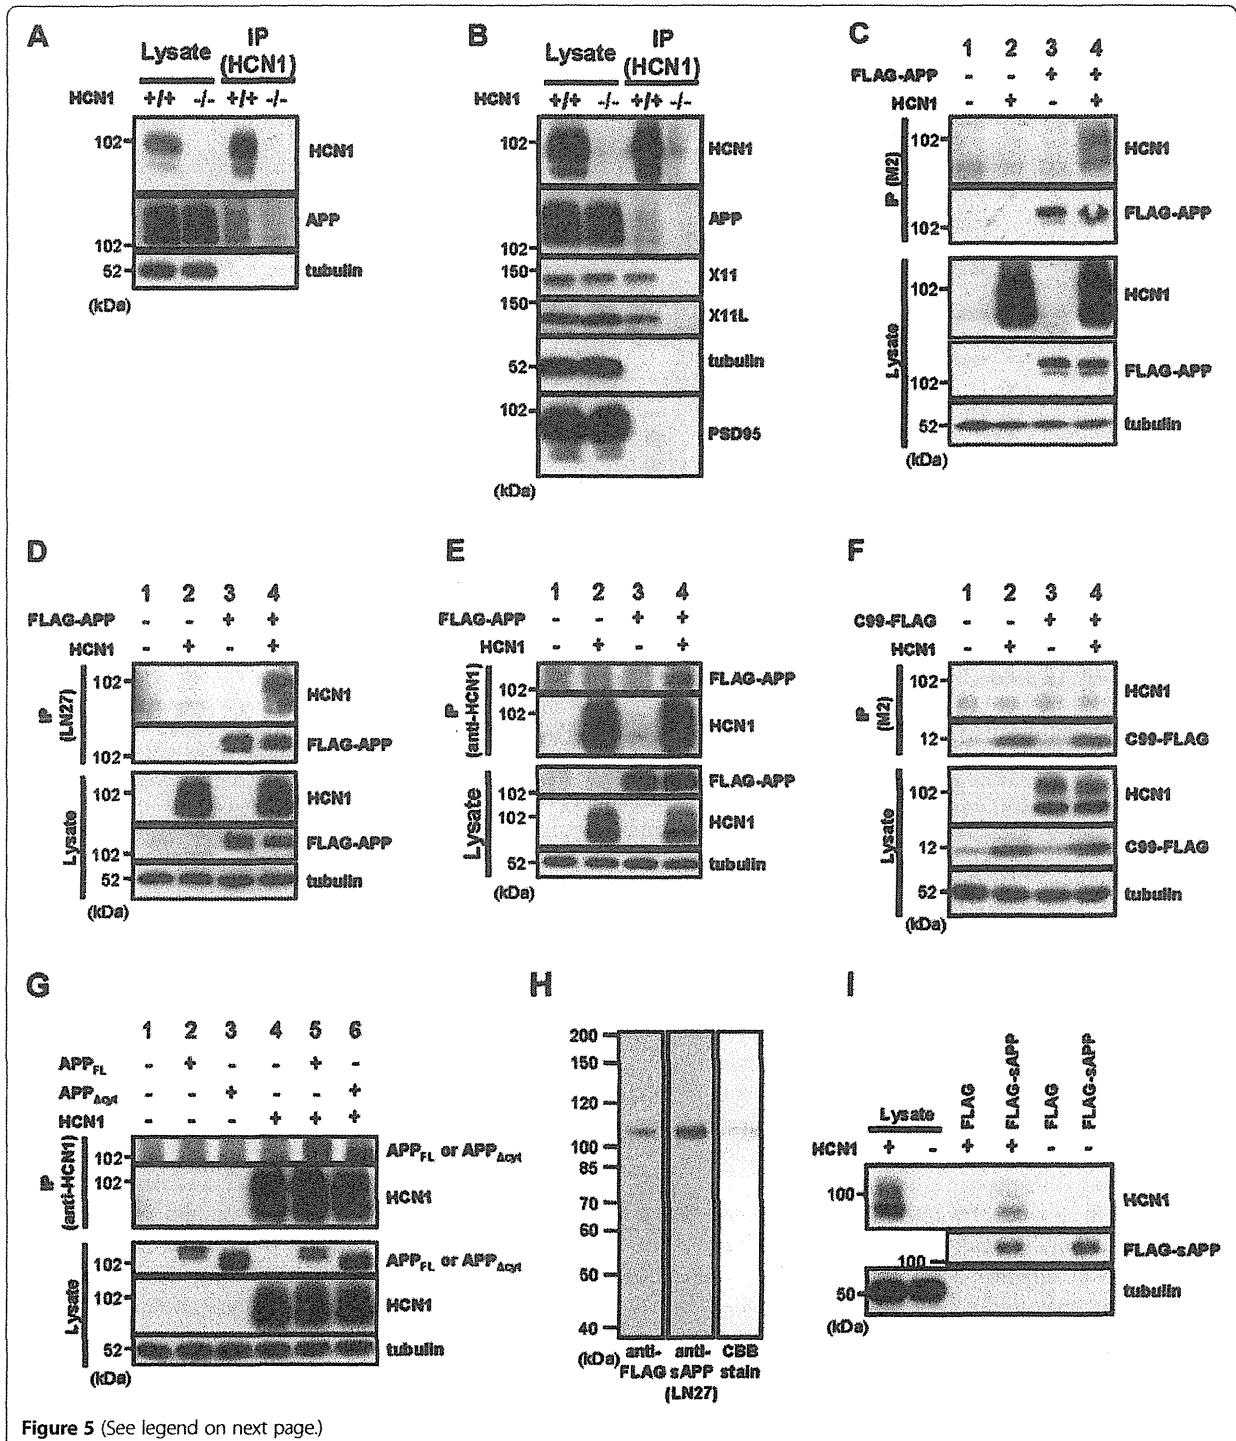 A
Lysate IP (HCN1)
HCN1 +/+ -/- +/+ -/-
102 HCN1
APP
102
52 tubulin
(kDa)
B
Lysate IP (HCN1)
HCN1 +/+ -/- +/+ -/-
102 HCN1
APP
102
150 X11
150
X11L
52 tubulin
102
PSD95
(kDa)
C
1 2 3 4
FLAG-APP - - + +
HCN1 - + - +
IP (M2)
102 HCN1
102 FLAG-APP
Lysate
102 HCN1
102 FLAG-APP
52 tubulin
(kDa)
D
1 2 3 4
FLAG-APP - - + +
HCN1 - + - +
IP (LN27)
102 HCN1
102 FLAG-APP
Lysate
102 HCN1
102 FLAG-APP
52 tubulin
(kDa)
E
1 2 3 4
FLAG-APP - - + +
HCN1 - + - +
IP (anti-HCN1)
102 FLAG-APP
102 HCN1
Lysate
102 FLAG-APP
102 HCN1
52 tubulin
(kDa)
F
1 2 3 4
C99-FLAG - - + +
HCN1 - + - +
IP (M2)
102 HCN1
12 C99-FLAG
Lysate
102 HCN1
12 C99-FLAG
52 tubulin
(kDa)
G
1 2 3 4 5 6
APPFL - + - - + -
APPΔcyt - - + - - +
HCN1 - - - + + +
IP (anti-HCN1)
102 APPFL or APPΔcyt
102 HCN1
Lysate
102 APPFL or APPΔcyt
102 HCN1
52 tubulin
(kDa)
H
200
150
120
100
85
70
60
50
40
(kDa) anti-FLAG anti-sAPP (LN27) CBB stain
I
Lysate FLAG FLAG-sAPP FLAG FLAG-sAPP
HCN1 + - + + - -
100 HCN1
100 FLAG-sAPP
50 tubulin
(kDa)
Figure 5 (See legend on next page.)